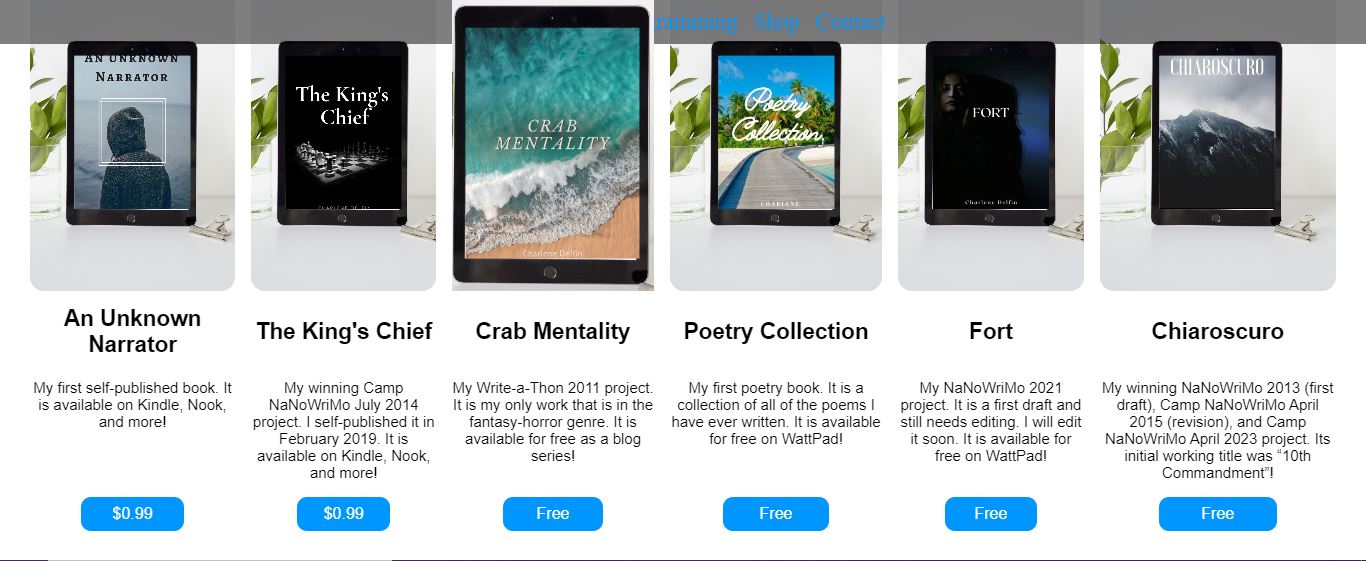 ramming Shop Contact
AN UNKNOWN
NARRATOR
The King's
Chief
CHARLENE DELFIN
CRAB
MENTALITY
Charlene Delfin
Poetry
Collection
CHARLENE
FORT
Charlene Delfin
CHIAROSCURO
An Unknown
Narrator
My first self-published book. It
is available on Kindle, Nook,
and more!
$0.99
The King's Chief
My winning Camp
NaNoWriMo July 2014
project. I self-published it in
February 2019. It is
available on Kindle, Nook,
and more!
$0.99
Crab Mentality
My Write-a-Thon 2011 project.
It is my only work that is in the
fantasy-horror genre. It is
available for free as a blog
series!
Free
Poetry Collection
My first poetry book. It is a
collection of all of the poems I
have ever written. It is available
for free on WattPad!
Free
Fort
My NaNoWriMo 2021
project. It is a first draft and
still needs editing. I will edit
it soon. It is available for
free on WattPad!
Free
Chiaroscuro
My winning NaNoWriMo 2013 (first
draft), Camp NaNoWriMo April
2015 (revision), and Camp
NaNoWriMo April 2023 project. Its
initial working title was “10th
Commandment”!
Free